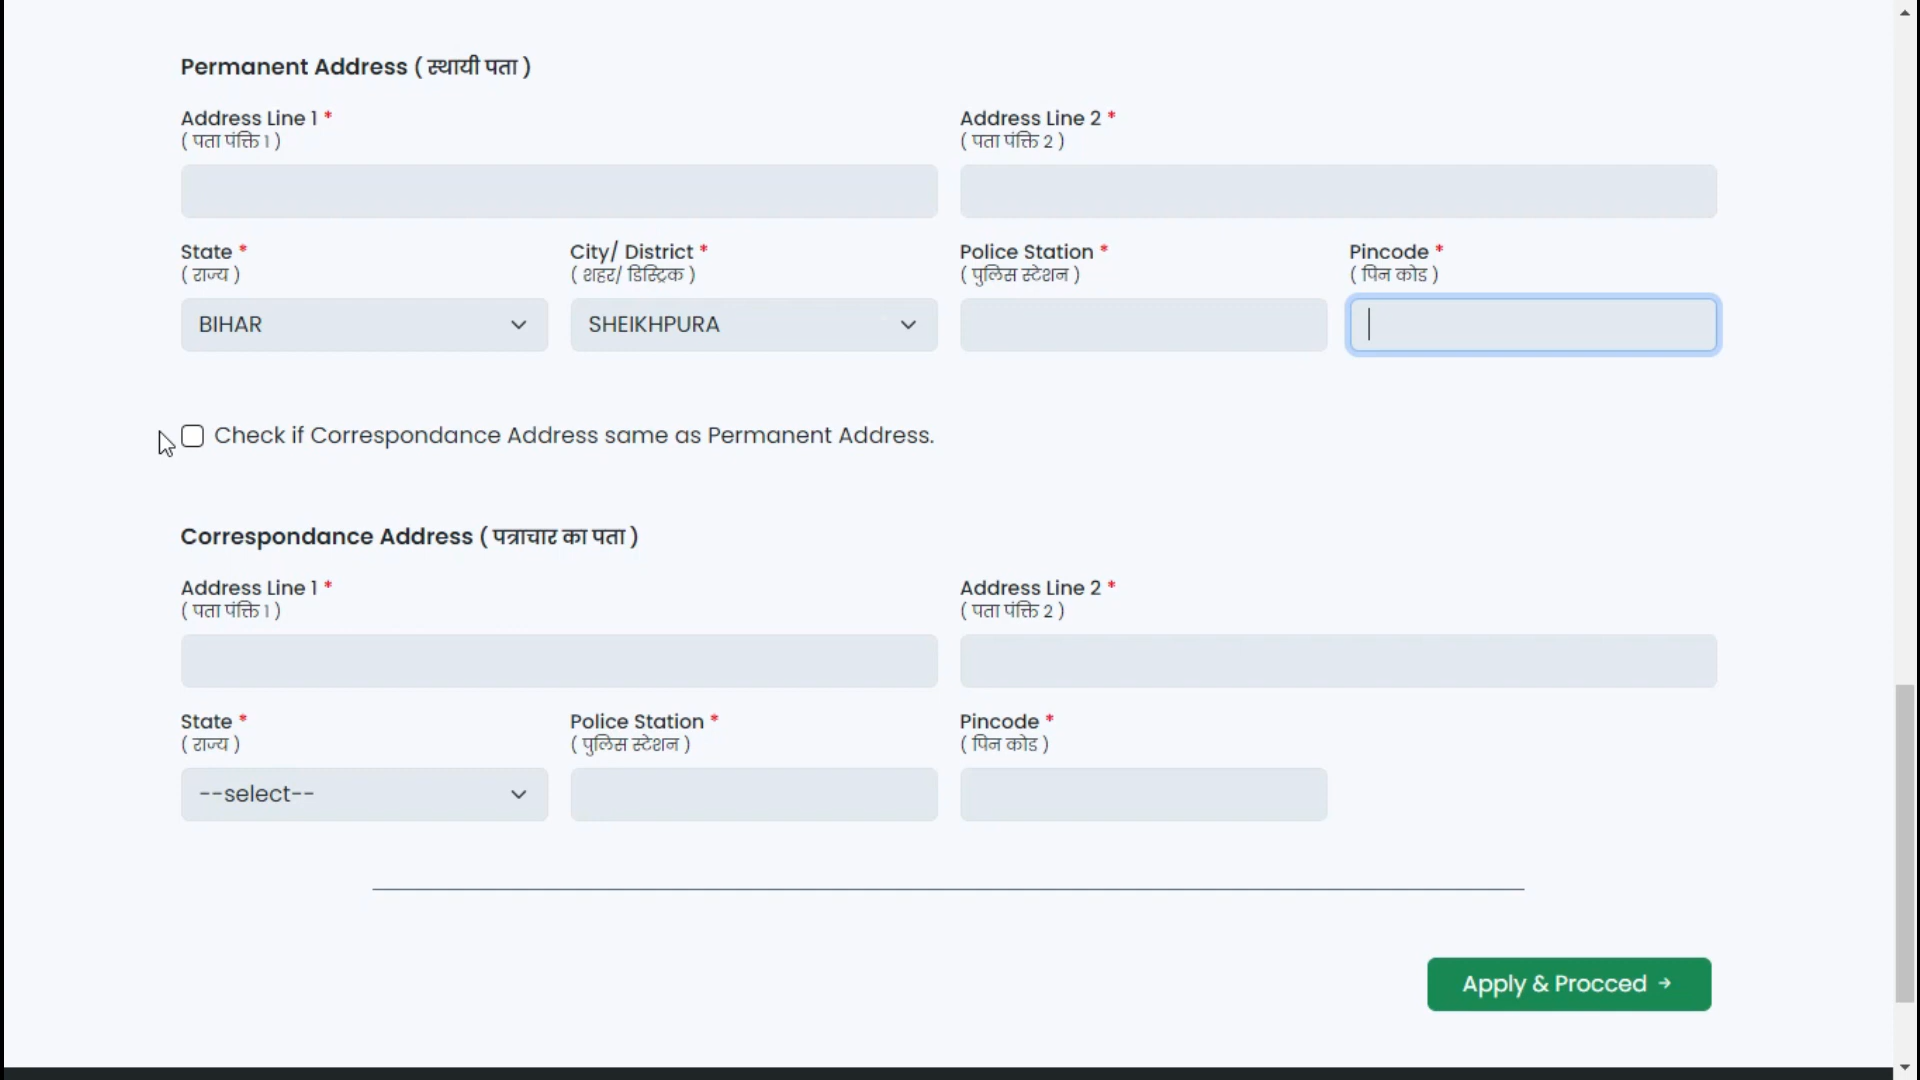 Permanent Address ( स्थायी पता )
Address Line 1 *
( पता पंक्ति 1 )
Address Line 2 *
( पता पंक्ति 2 )
State *
( राज्य )
City/ District *
( शहर/ डिस्ट्रिक )
Police Station *
( पुलिस स्टेशन )
Pincode *
( पिन कोड )
BIHAR
SHEIKHPURA
Check if Correspondance Address same as Permanent Address.
Correspondance Address ( पत्राचार का पता )
Address Line 1 *
( पता पंक्ति 1 )
Address Line 2 *
( पता पंक्ति 2 )
State *
( राज्य )
Police Station *
( पुलिस स्टेशन )
Pincode *
( पिन कोड )
--select--
Apply & Procced →